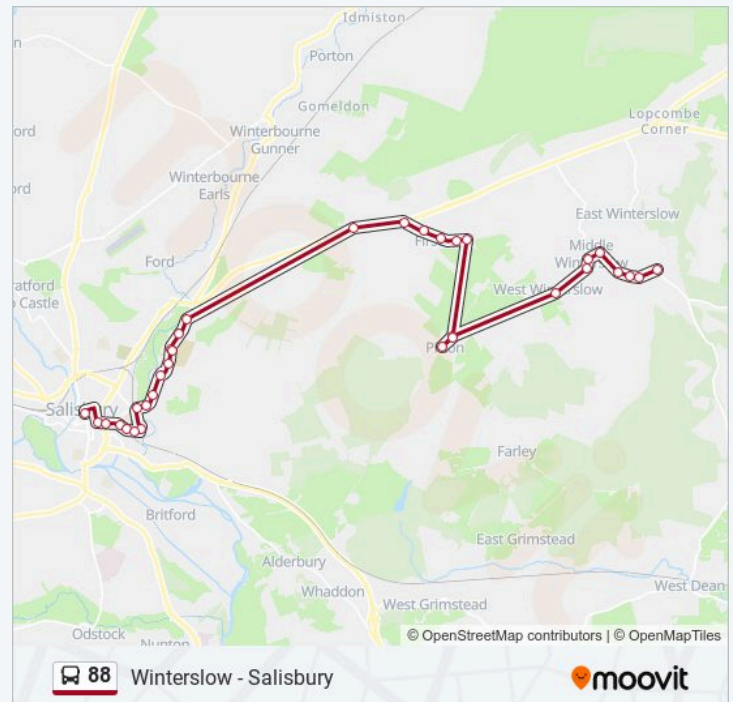 Idmiston
Porton
Gomeldon
Lopcombe
Corner
Winterbourne
Gunner
Winterbourne
Earls
East Winterslow
Middle
Ford
West Winterslow
Salisbury
Farley
Britford
East Grimstead
Alderbury
Whaddon
West Dean
West Grimstead
Odstock
© OpenStreetMap contributors | © OpenMapTiles
88 Winterslow - Salisbury
moovit